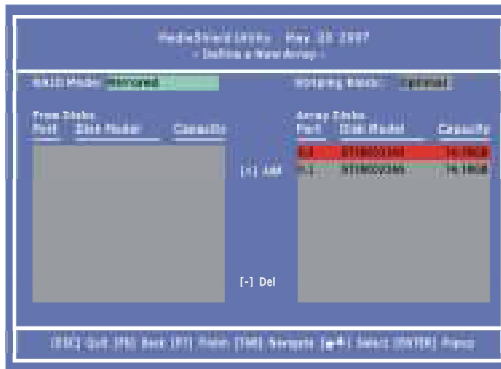 MediaShield Utility May 20 2007
- Define a New Array -
RAID Mode: Mirrored Striping Block: Optimal
Free Disks Array Disks
Port Disk Model Capacity Port Disk Model Capacity
[→] Add
[←] Del
[ESC] Quit [F6] Back [F7] Finish [TAB] Navigate [↑↓] Select [ENTER] Popup